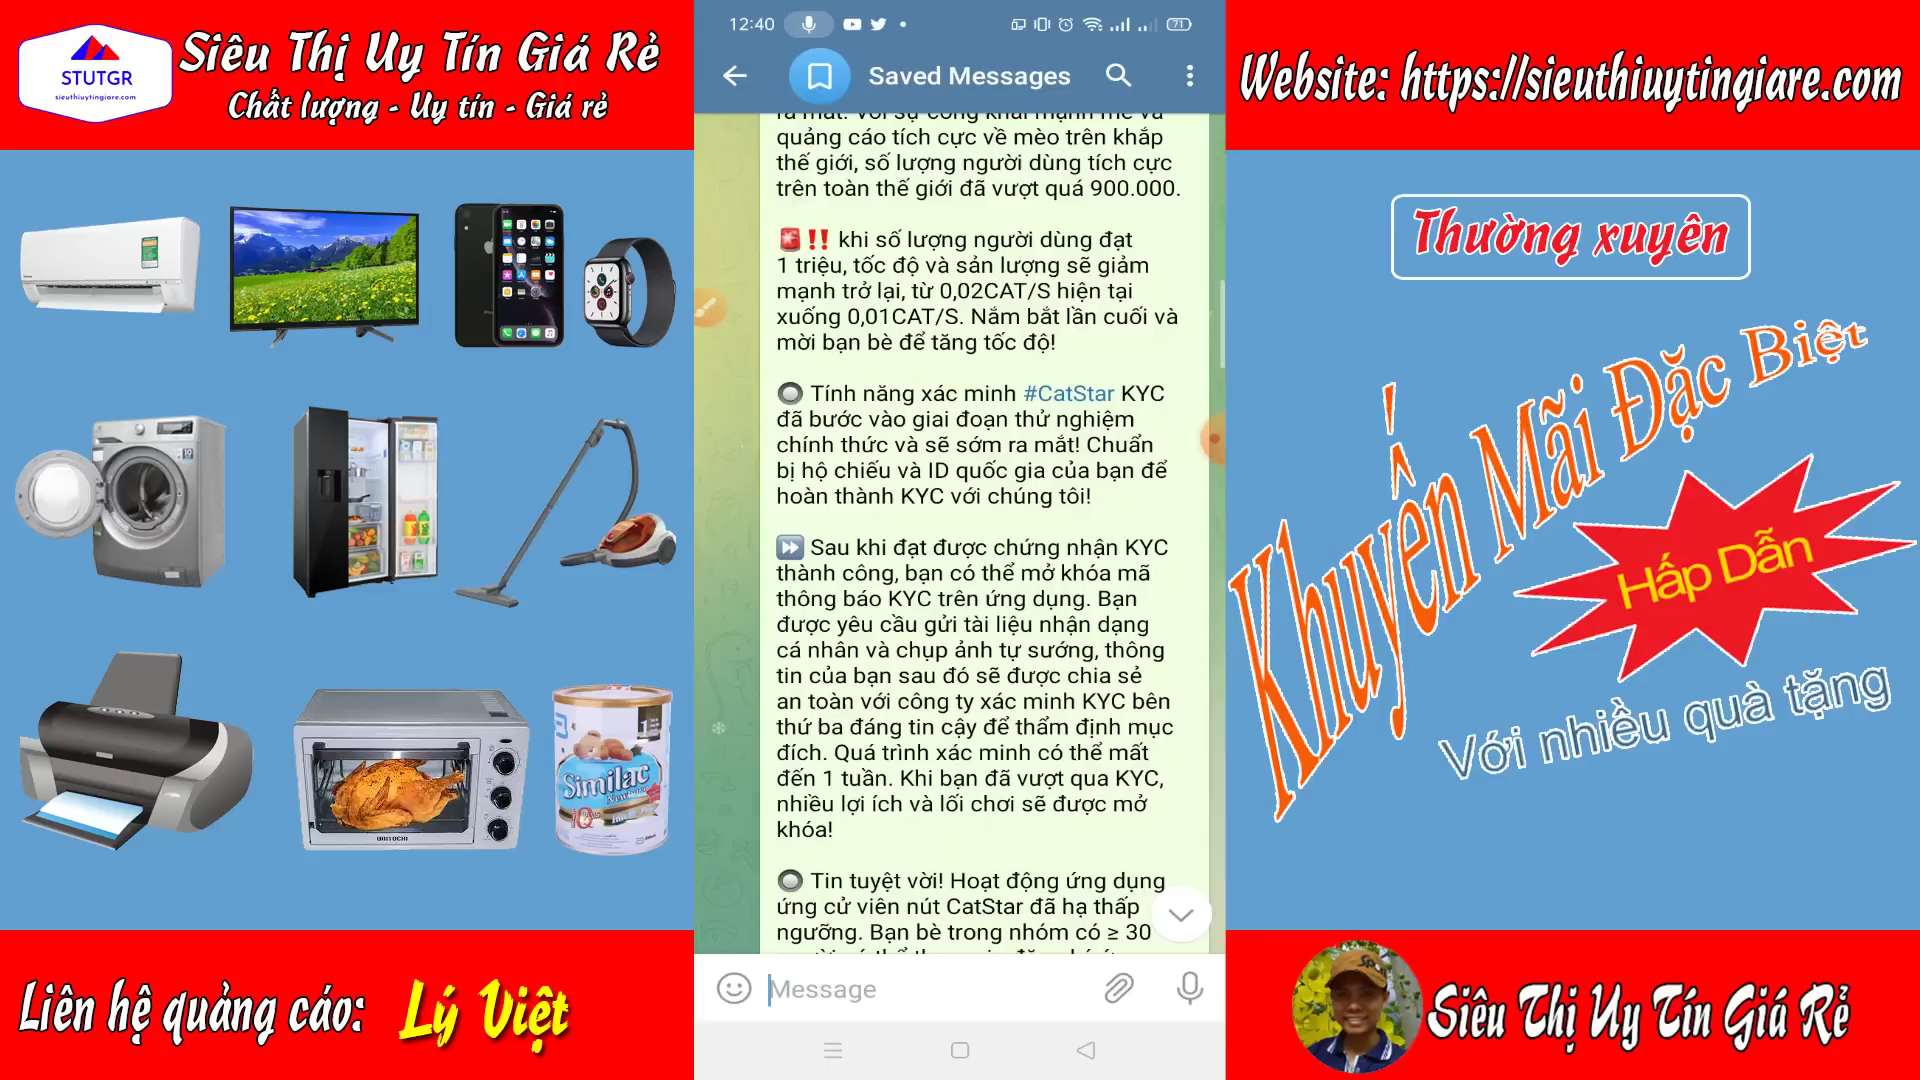 STUTGR
sieuthiuytingiare.com
Siêu Thị Uy Tín Giá Rẻ
Chất lượng - Uy tín - Giá rẻ
12:40
71
Saved Messages
quảng cáo tích cực về mèo trên khắp
thế giới, số lượng người dùng tích cực
trên toàn thế giới đã vượt quá 900.000.
🚨‼️ khi số lượng người dùng đạt
1 triệu, tốc độ và sản lượng sẽ giảm
mạnh trở lại, từ 0,02CAT/S hiện tại
xuống 0,01CAT/S. Nắm bắt lần cuối và
mời bạn bè để tăng tốc độ!
🔘 Tính năng xác minh #CatStar KYC
đã bước vào giai đoạn thử nghiệm
chính thức và sẽ sớm ra mắt! Chuẩn
bị hộ chiếu và ID quốc gia của bạn để
hoàn thành KYC với chúng tôi!
⏩ Sau khi đạt được chứng nhận KYC
thành công, bạn có thể mở khóa mã
thông báo KYC trên ứng dụng. Bạn
được yêu cầu gửi tài liệu nhận dạng
cá nhân và chụp ảnh tự sướng, thông
tin của bạn sau đó sẽ được chia sẻ
an toàn với công ty xác minh KYC bên
thứ ba đáng tin cậy để thẩm định mục
đích. Quá trình xác minh có thể mất
đến 1 tuần. Khi bạn đã vượt qua KYC,
nhiều lợi ích và lối chơi sẽ được mở
khóa!
🔘 Tin tuyệt vời! Hoạt động ứng dụng
ứng cử viên nút CatStar đã hạ thấp
ngưỡng. Bạn bè trong nhóm có ≥ 30
Message
Website: https://sieuthiuytingiare.com
Thường xuyên
Khuyến Mãi Đặc Biệt
Hấp Dẫn
Với nhiều quà tặng
Similac
IQ
1
Liên hệ quảng cáo: Lý Việt
Siêu Thị Uy Tín Giá Rẻ